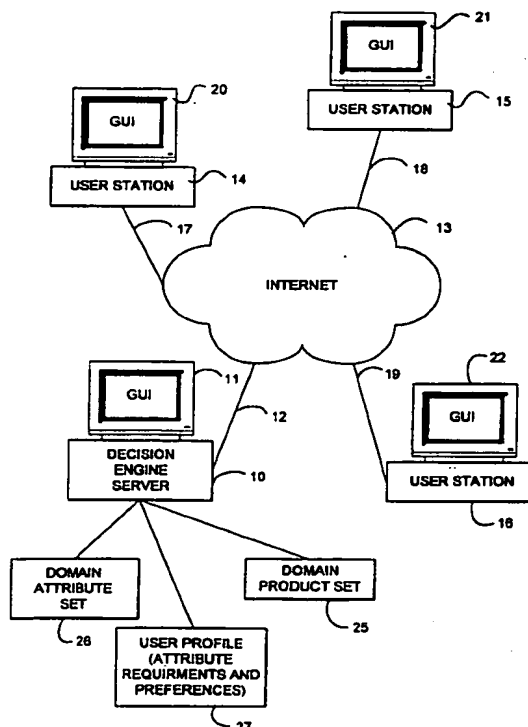 21
GUI
USER STATION
15
20
GUI
USER STATION
14
18
17
13
INTERNET
11
GUI
12
19
22
GUI
DECISION
ENGINE
SERVER
10
USER STATION
16
DOMAIN
ATTRIBUTE
SET
26
DOMAIN
PRODUCT SET
25
USER PROFILE
(ATTRIBUTE
REQUIRMENTS AND
PREFERENCES)
27